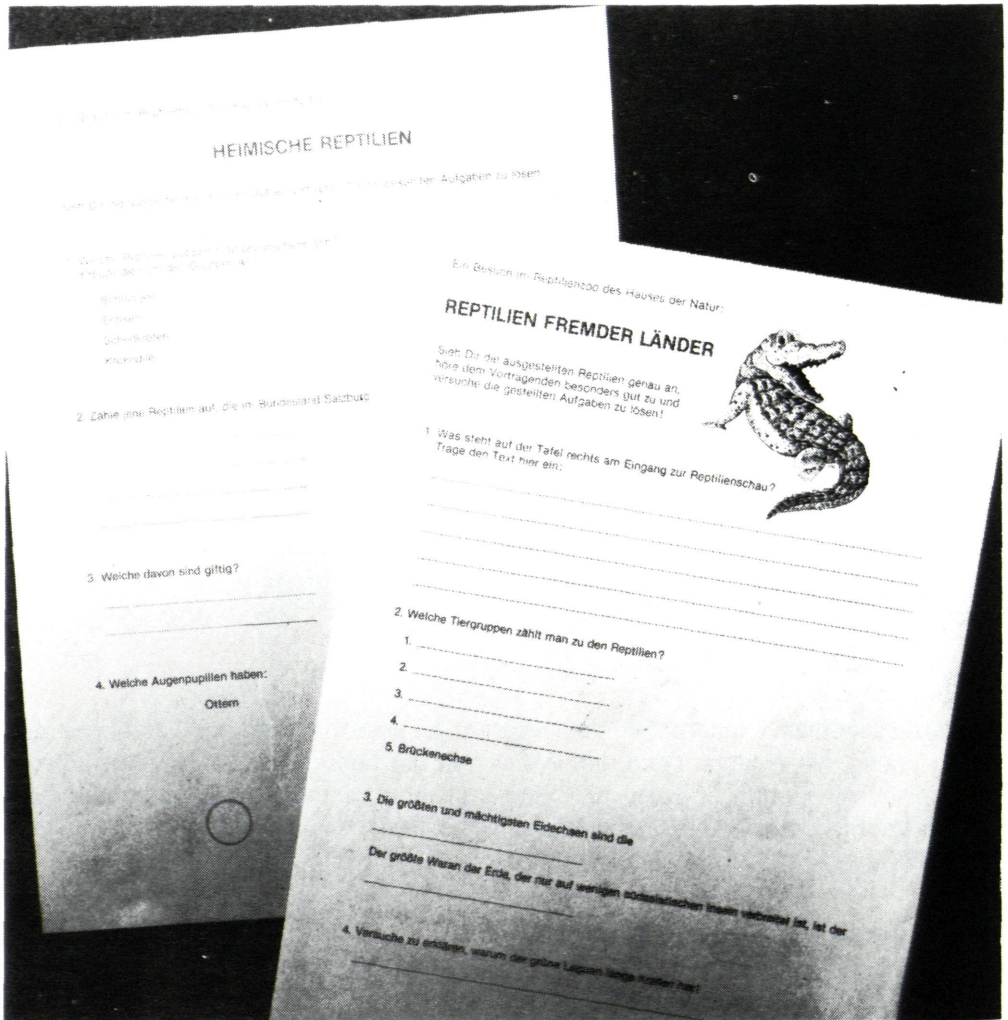 HEIMISCHE REPTILIEN
Aufgaben zu lösen
Schildkröten
Krokodile
2. Zähle jene Reptilien auf, die im Bundesland Salzburg
3. Welche davon sind giftig?
4. Welche Augenpupillen haben:
Ottern
Ein Besuch im Reptilienzoo des Hauses der Natur:
REPTILIEN FREMDER LÄNDER
Sieh Dir die ausgestellten Reptilien genau an,
höre dem Vortragenden besonders gut zu und
versuche die gestellten Aufgaben zu lösen!
1. Was steht auf der Tafel rechts am Eingang zur Reptilienschau?
Trage den Text hier ein:
2. Welche Tiergruppen zählt man zu den Reptilien?
1.
2.
3.
4.
5. Brückenechse
3. Die größten und mächtigsten Eidechsen sind die
Der größte Waran der Erde, der nur auf wenigen südasiatischen Inseln verbreitet ist, ist der
4. Versuche zu erklären, warum der grüne Leguan lange Krallen hat!